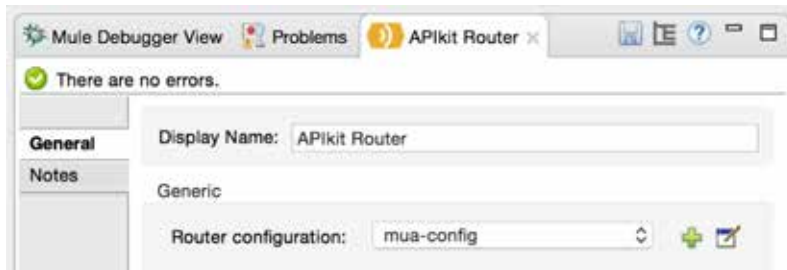 Mule Debugger View Problems APIkit Router
There are no errors.
General
Notes
Display Name: APIkit Router
Generic
Router configuration: mua-config